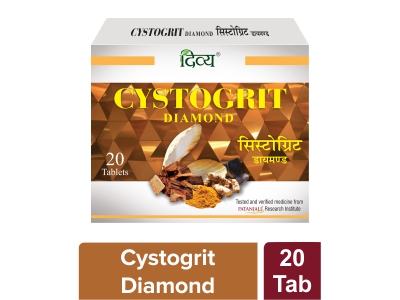 CYSTOGRIT DIAMOND सिस्टोग्रिट डायमण्ड
दिव्य®
CYSTOGRIT
DIAMOND
सिस्टोग्रिट
डायमण्ड
20
Tablets
Tested and verified medicine from
PATANJALI Research Institute
Cystogrit
Diamond
20
Tab